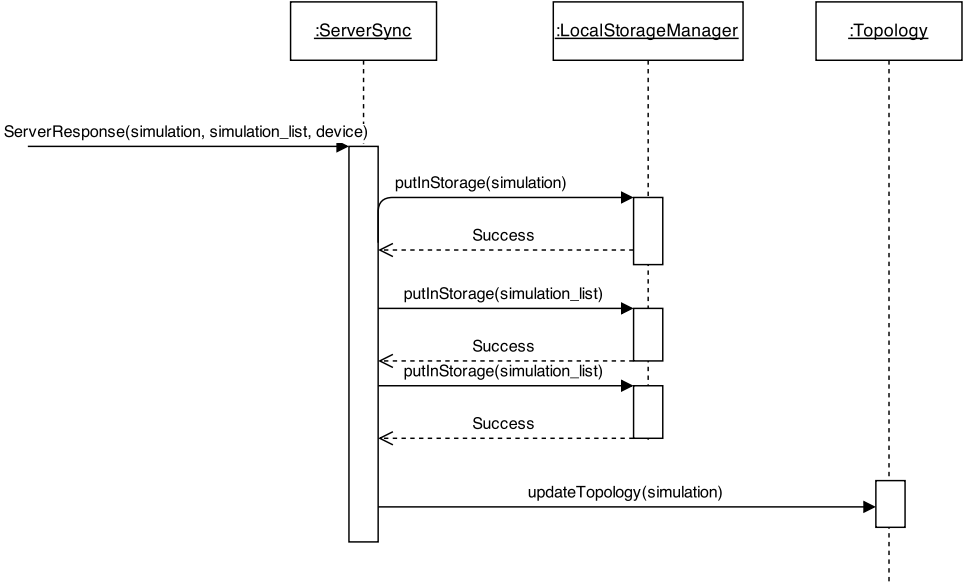 :ServerSync
:LocalStorageManager
:Topology
ServerResponse(simulation, simulation_list, device)
putInStorage(simulation)
Success
putInStorage(simulation_list)
Success
putInStorage(simulation_list)
Success
updateTopology(simulation)